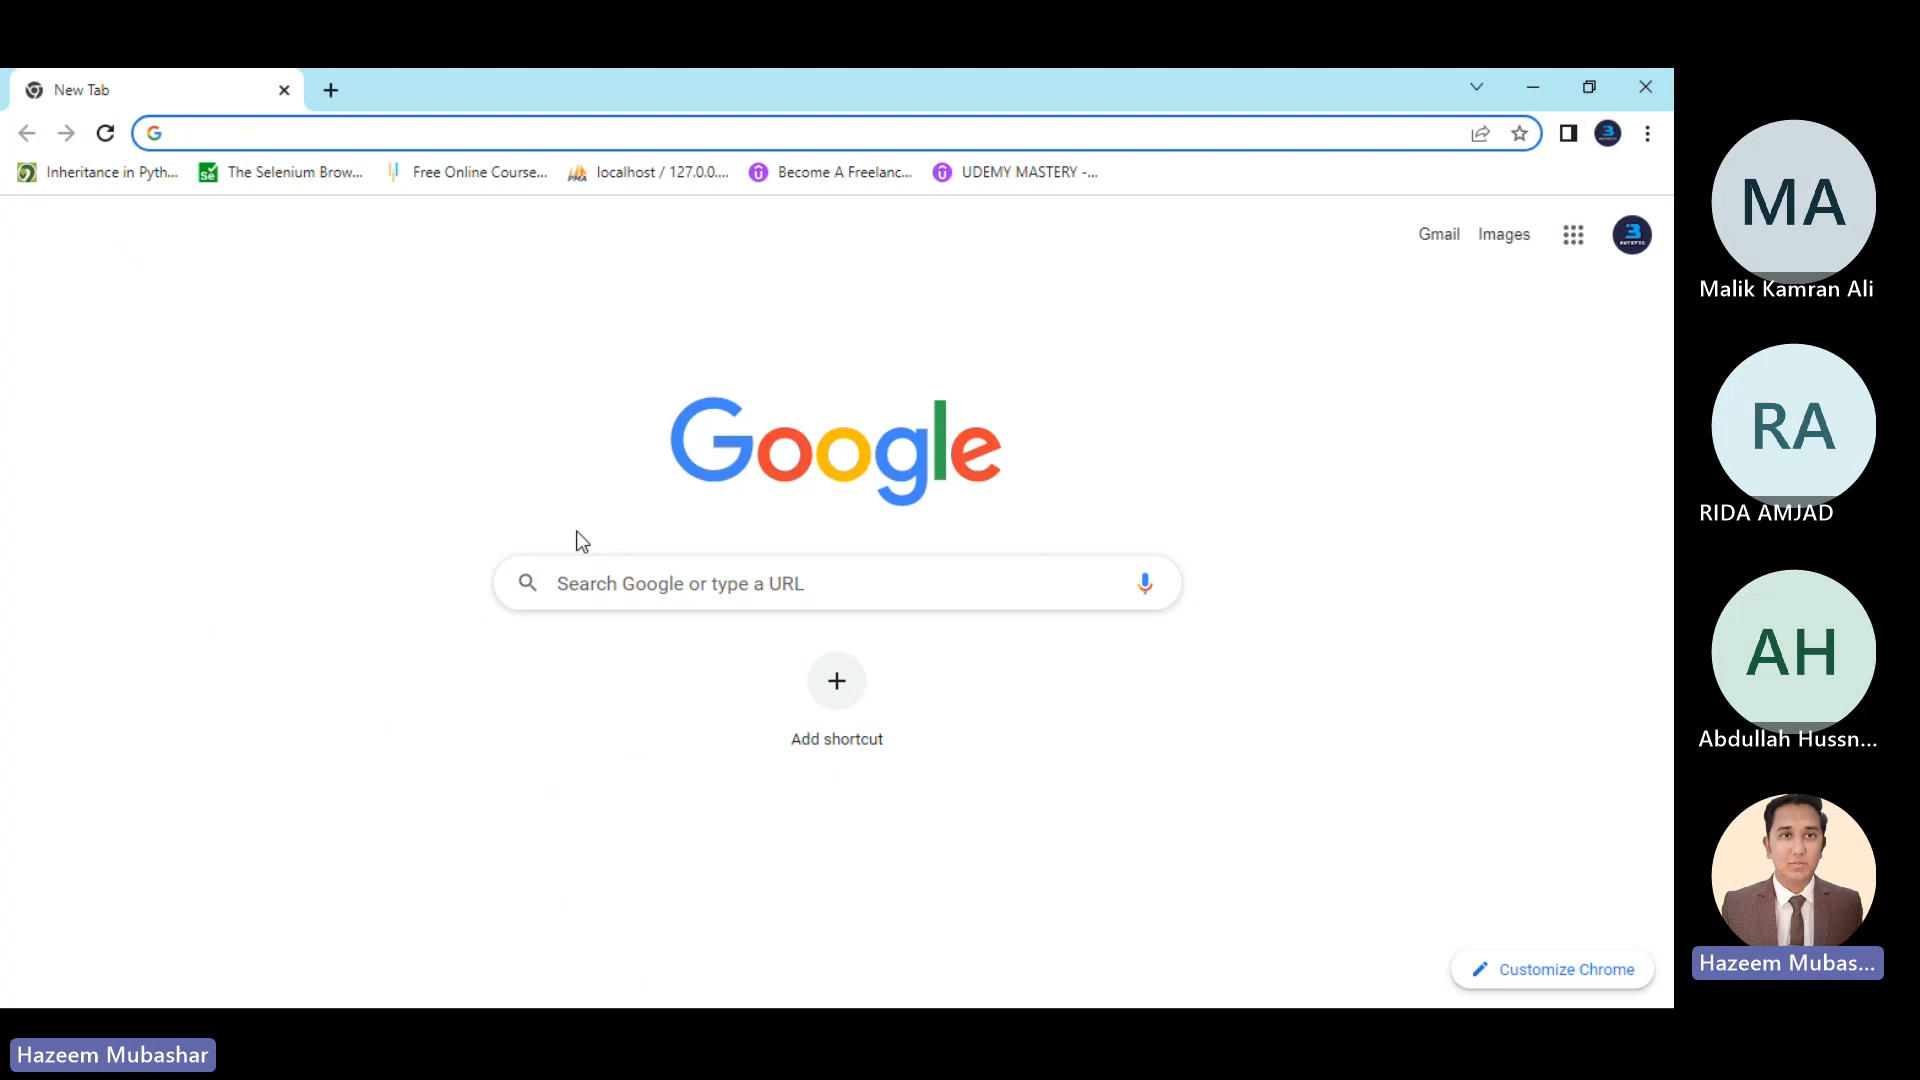 New Tab
Inheritance in Pyth...
The Selenium Brow...
Free Online Course...
localhost / 127.0.0....
Become A Freelanc...
UDEMY MASTERY -...
Gmail
Images
Google
Search Google or type a URL
Add shortcut
Customize Chrome
MA
Malik Kamran Ali
RA
RIDA AMJAD
AH
Abdullah Hussn...
Hazeem Mubas...
Hazeem Mubashar